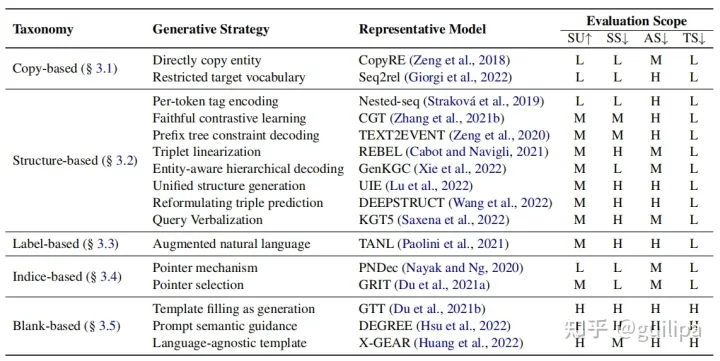 Taxonomy Generative Strategy Representative Model Evaluation Scope
SU↑ SS↓ AS↓ TS↓
Copy-based (§ 3.1) Directly copy entity CopyRE (Zeng et al., 2018) L L M L
Restricted target vocabulary Seq2rel (Giorgi et al., 2022) L L H L
Structure-based (§ 3.2) Per-token tag encoding Nested-seq (Straková et al., 2019) L L H L
Faithful contrastive learning CGT (Zhang et al., 2021b) M M H L
Prefix tree constraint decoding TEXT2EVENT (Zeng et al., 2020) M M H L
Triplet linearization REBEL (Cabot and Navigli, 2021) M H M L
Entity-aware hierarchical decoding GenKGC (Xie et al., 2022) M L M L
Unified structure generation UIE (Lu et al., 2022) M H H L
Reformulating triple prediction DEEPSTRUCT (Wang et al., 2022) M H H L
Query Verbalization KGT5 (Saxena et al., 2022) M H M L
Label-based (§ 3.3) Augmented natural language TANL (Paolini et al., 2021) M H H L
Indice-based (§ 3.4) Pointer mechanism PNDec (Nayak and Ng, 2020) L L M L
Pointer selection GRIT (Du et al., 2021a) M L M L
Blank-based (§ 3.5) Template filling as generation GTT (Du et al., 2021b) H H H H
Prompt semantic guidance DEGREE (Hsu et al., 2022) H H H H
Language-agnostic template X-GEAR (Huang et al., 2022) H M H H
知乎 @guilipa